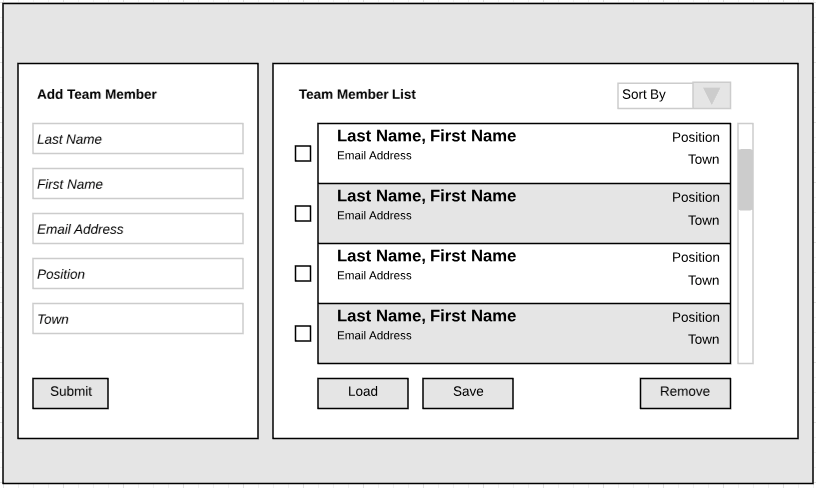 Add Team Member
Last Name
First Name
Email Address
Position
Town
Submit
Team Member List
Sort By
Last Name, First Name
Position
Email Address
Town
Last Name, First Name
Position
Email Address
Town
Last Name, First Name
Position
Email Address
Town
Last Name, First Name
Position
Email Address
Town
Load
Save
Remove